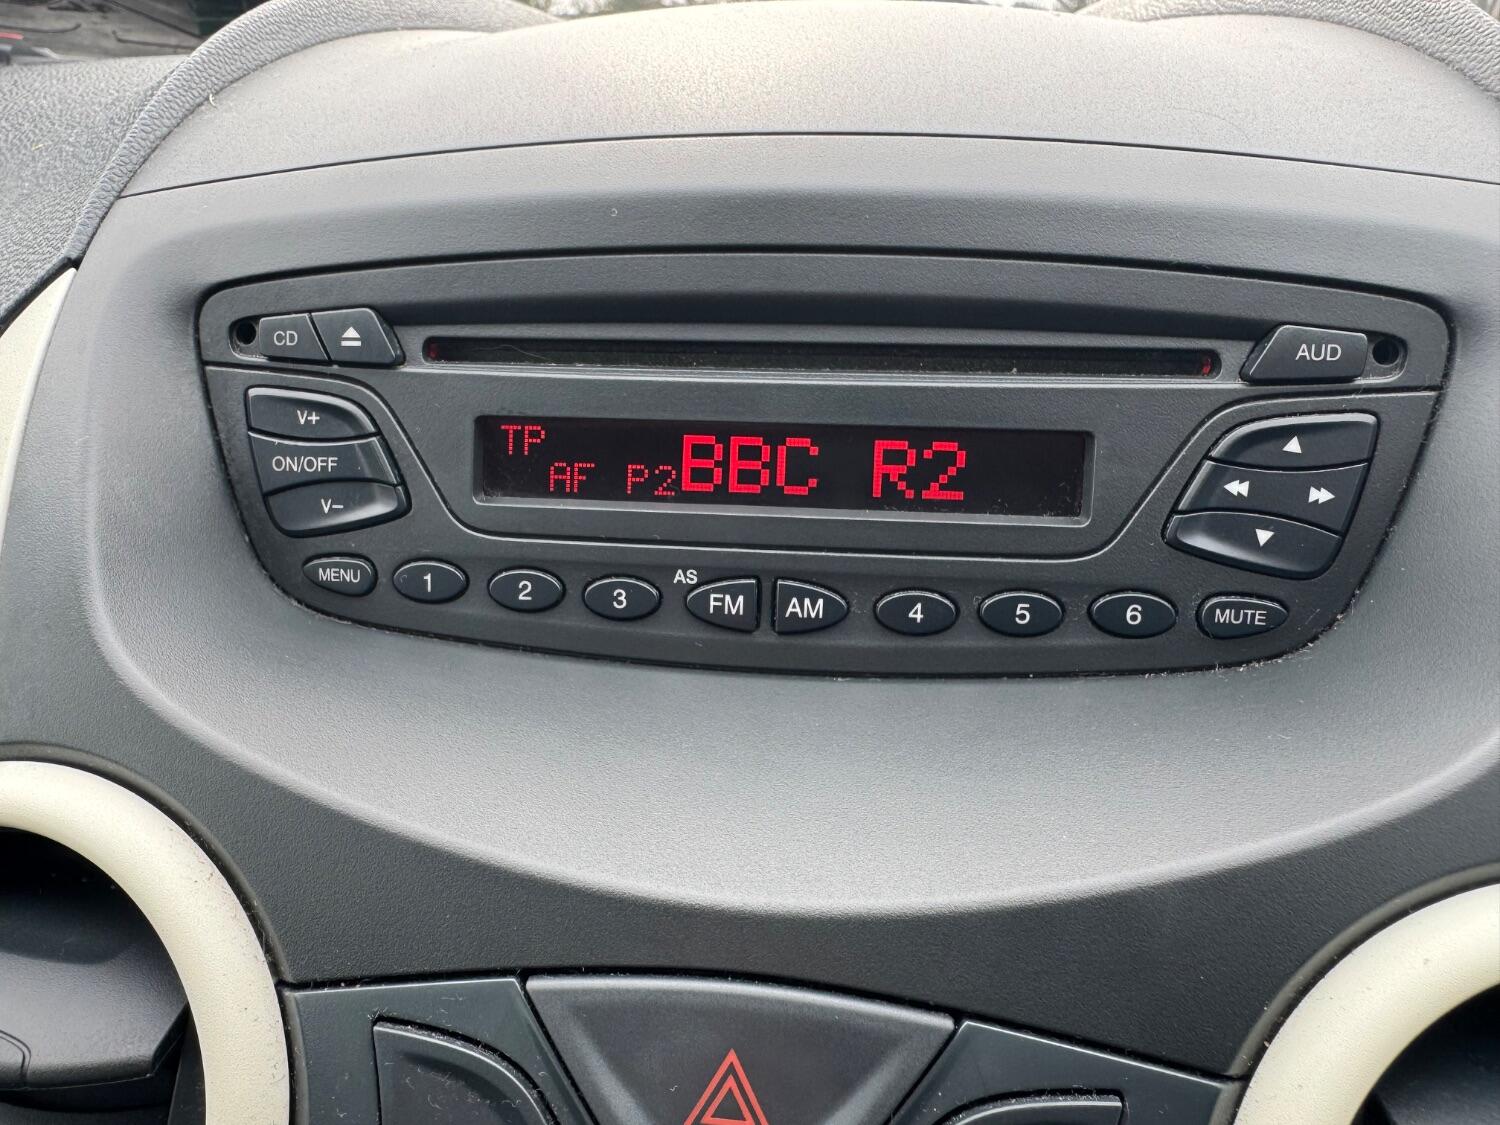 CD
AUD
V+
ON/OFF
V-
TP
AF P2 BBC R2
MENU 1 2 3 AS FM AM 4 5 6 MUTE